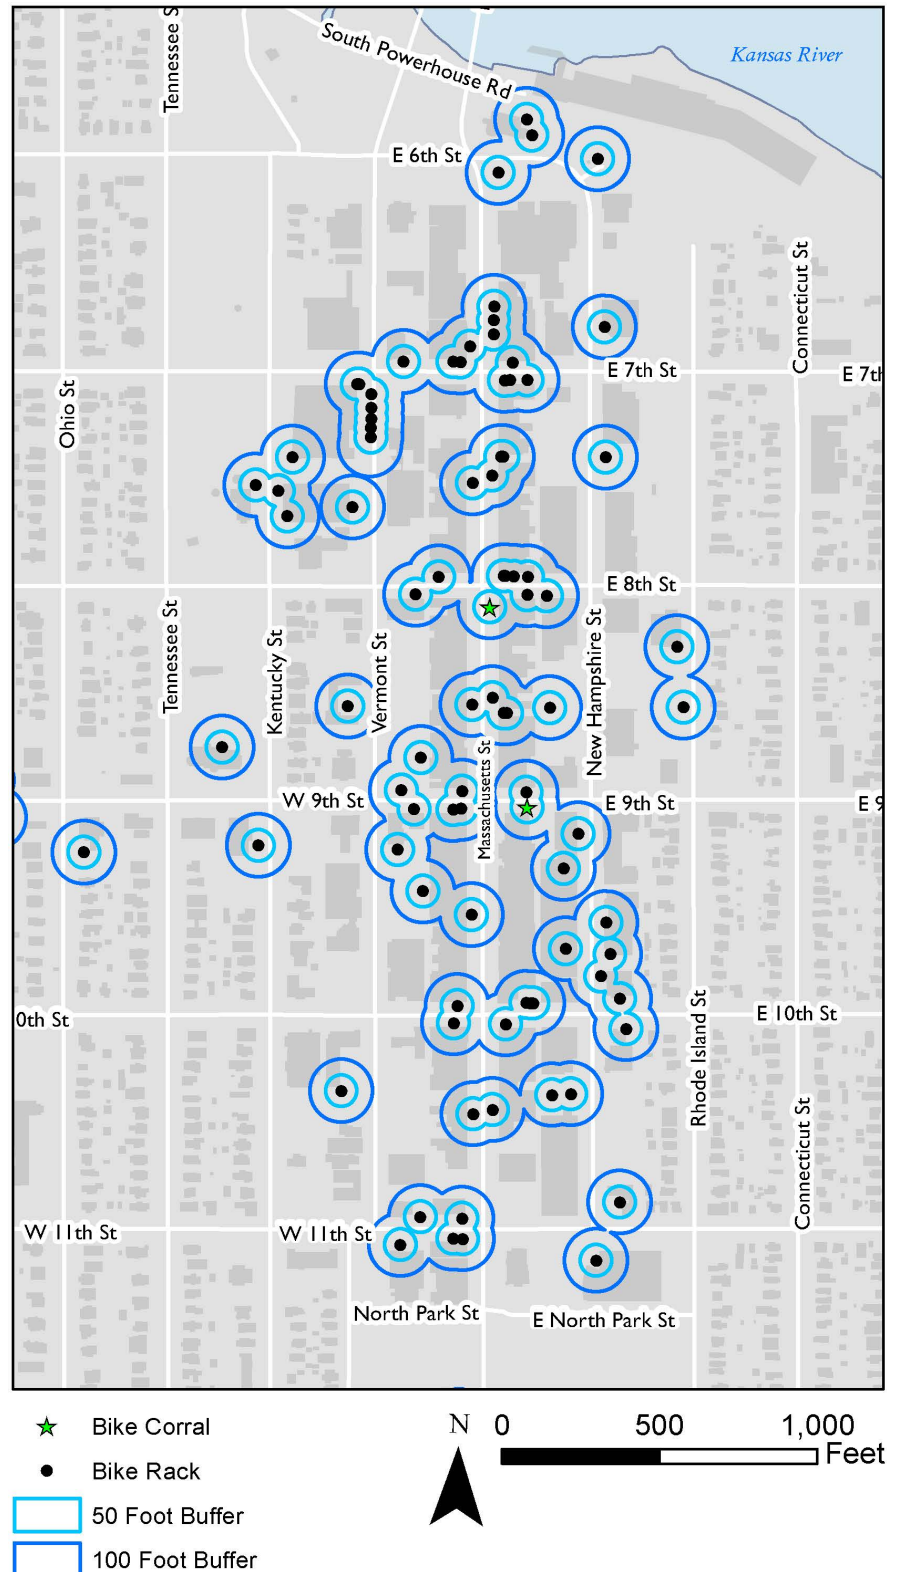 Tennessee S
South Powerhouse Rd
Kansas River
E 6th St
Connecticut St
E 7th St
E 7th
Ohio St
E 8th St
Tennessee St
Kentucky St
Vermont St
New Hampshire St
Massachusetts St
W 9th St
E 9th St
E 9
0th St
E 10th St
Rhode Island St
Connecticut St
W 11th St
W 11th St
North Park St
E North Park St
Bike Corral
Bike Rack
50 Foot Buffer
100 Foot Buffer
N
0 500 1,000
Feet